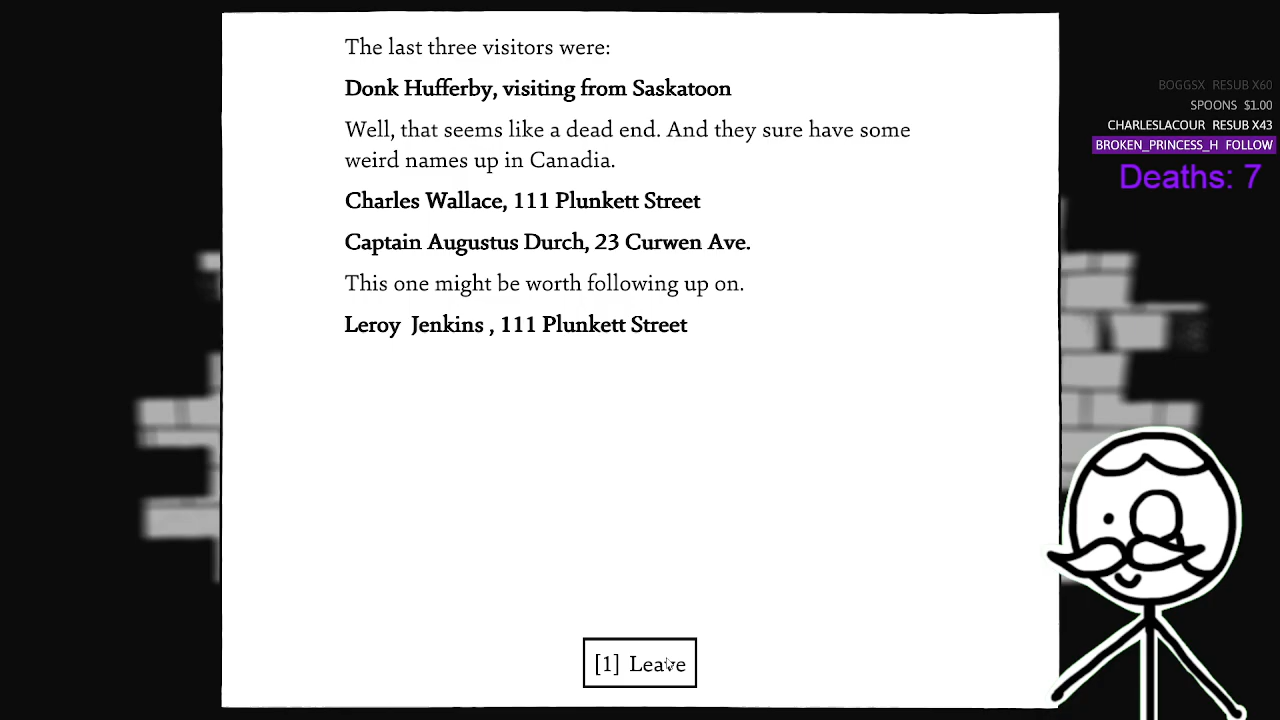 The last three visitors were:
Donk Hufferby, visiting from Saskatoon
Well, that seems like a dead end. And they sure have some
weird names up in Canadia.
Charles Wallace, 111 Plunkett Street
Captain Augustus Durch, 23 Curwen Ave.
This one might be worth following up on.
Leroy Jenkins , 111 Plunkett Street
[1] Leave
BOGGSX RESUB X60
SPOONS $1.00
CHARLESLACOUR RESUB X43
BROKEN_PRINCESS_H FOLLOW
Deaths: 7